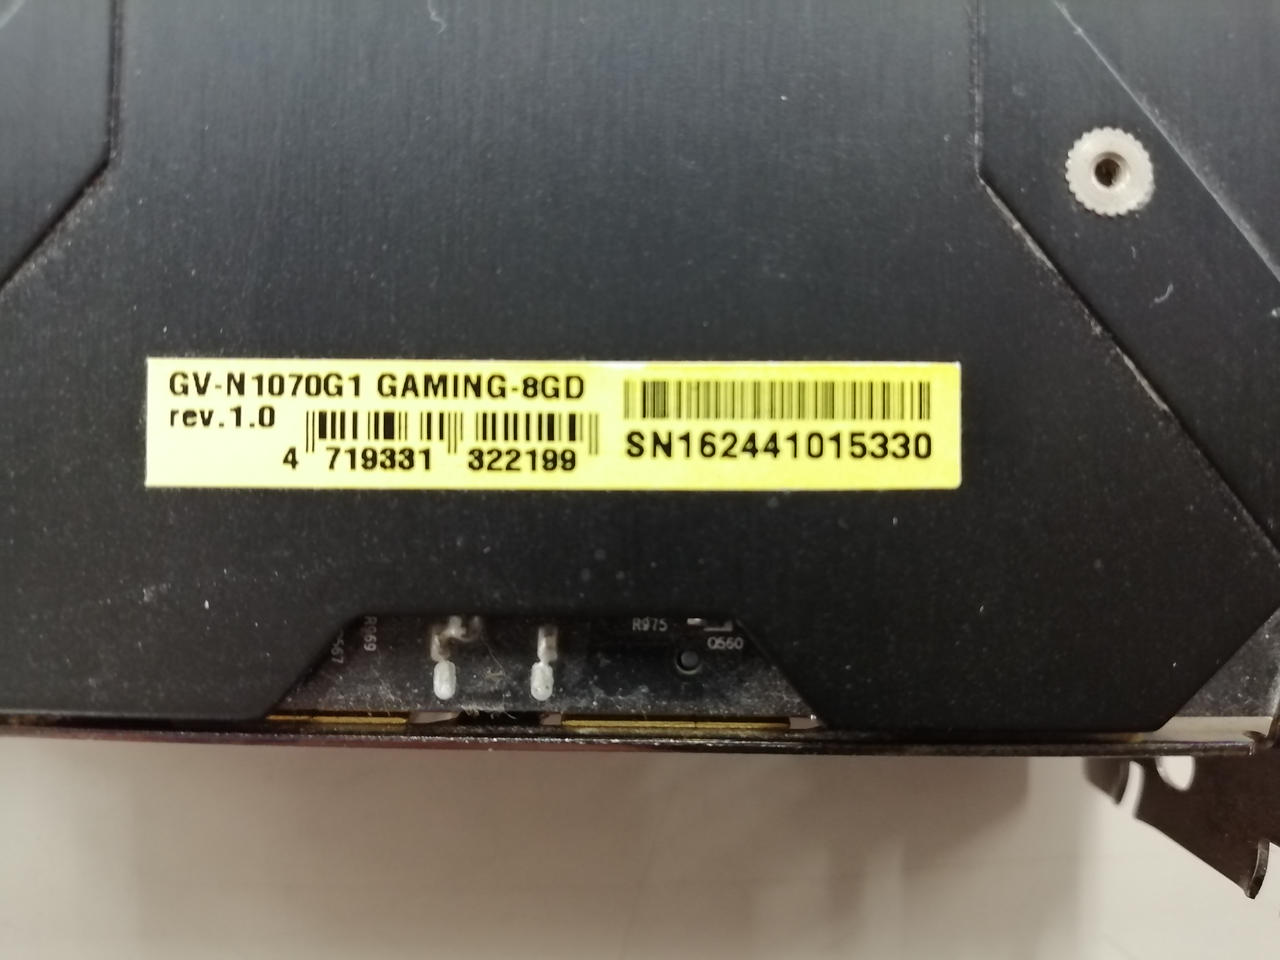 GV-N1070G1 GAMING-8GD
rev.1.0
4 719331 322199
SN162441015330
R969
R975
Q560